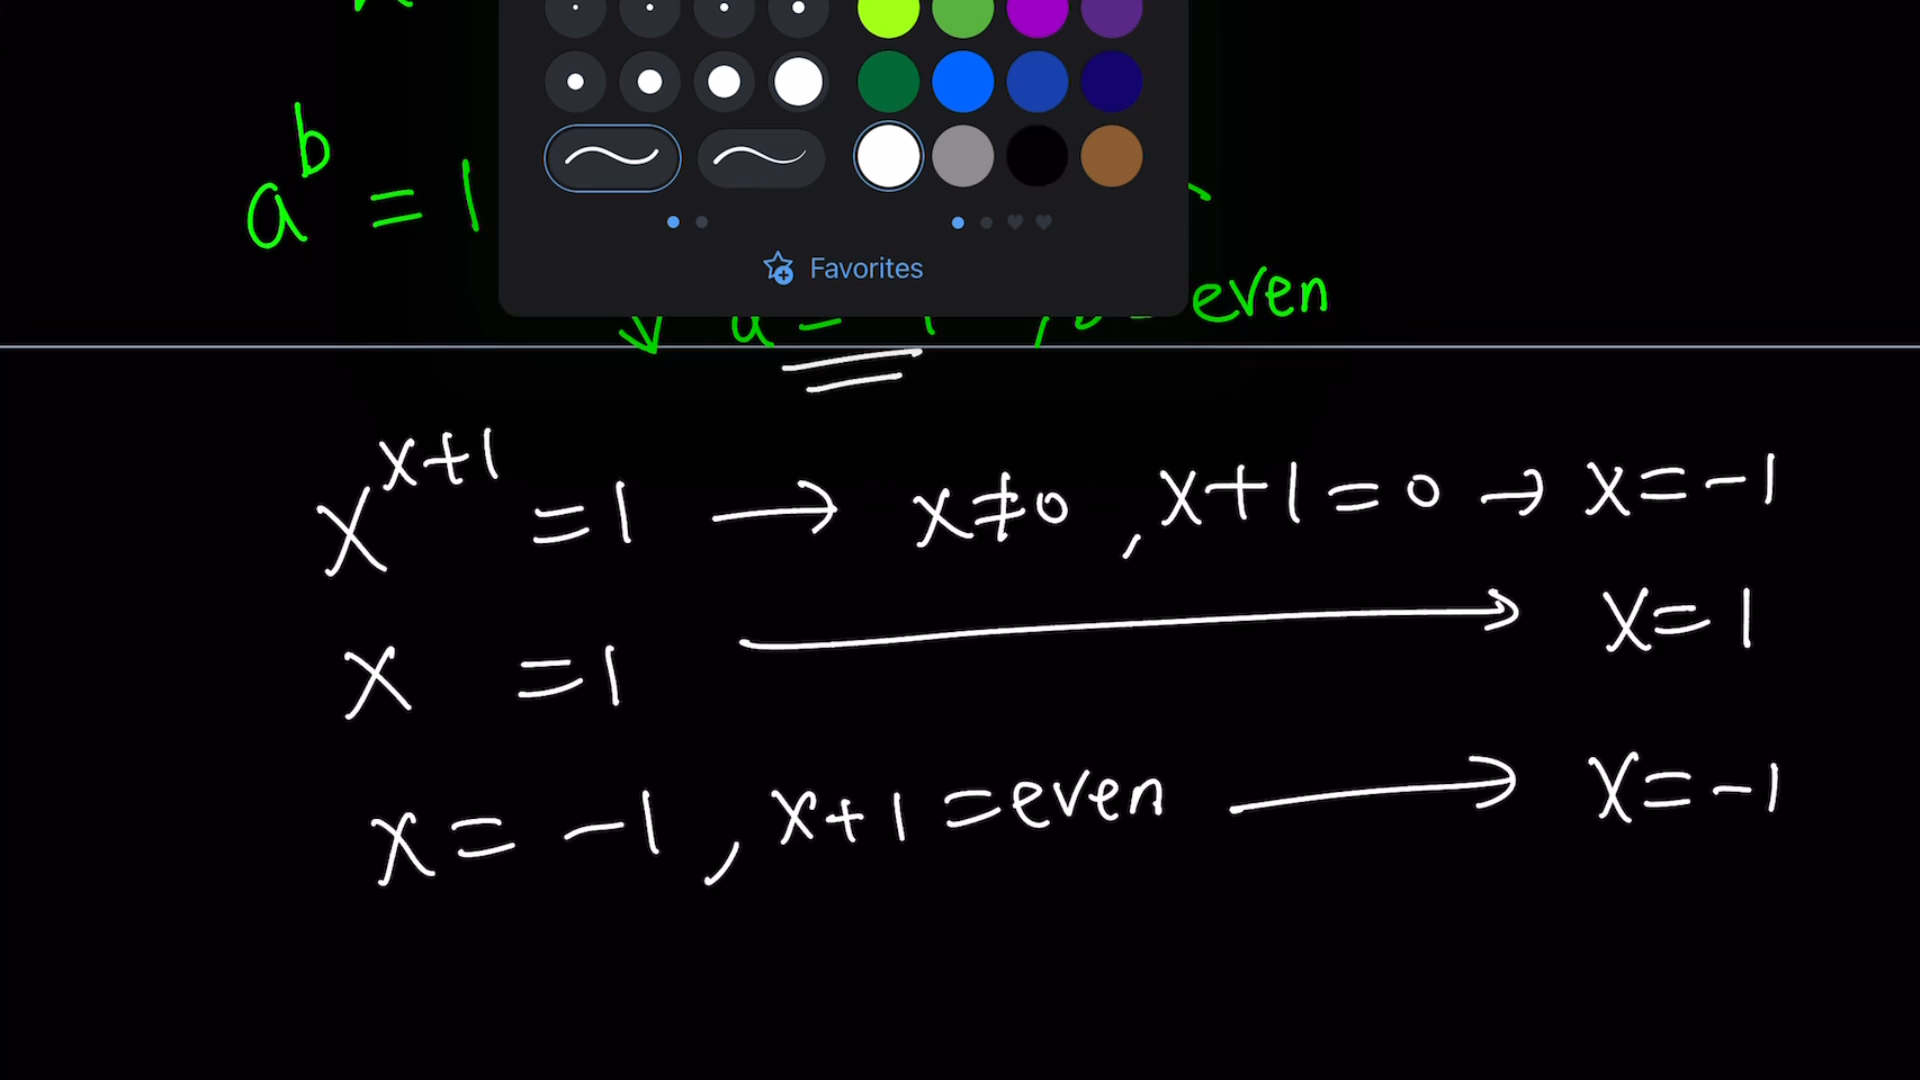 a^b = 1
Favorites
even
x^{x+1} = 1 → x ≠ 0 , x+1 = 0 → x = -1
x = 1 → x = 1
x = -1 , x+1 = even → x = -1